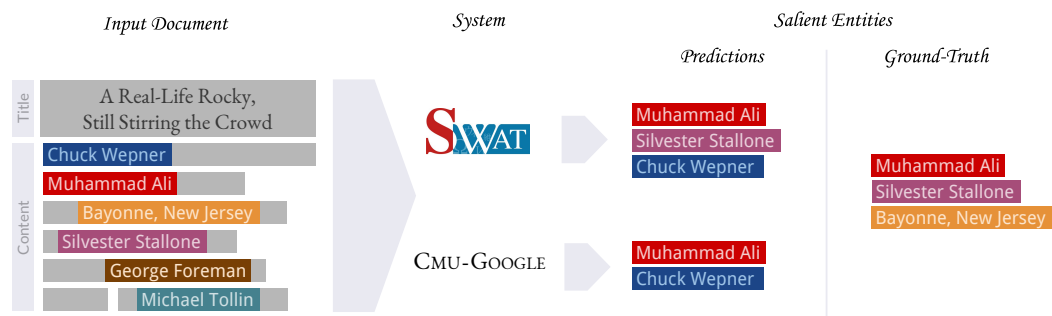 Input Document
System
Salient Entities
Predictions
Ground-Truth
Title
A Real-Life Rocky,
Still Stirring the Crowd
Content
Chuck Wepner
Muhammad Ali
Bayonne, New Jersey
Silvester Stallone
George Foreman
Michael Tollin
SWAT
CMU-GOOGLE
Muhammad Ali
Silvester Stallone
Chuck Wepner
Muhammad Ali
Chuck Wepner
Muhammad Ali
Silvester Stallone
Bayonne, New Jersey